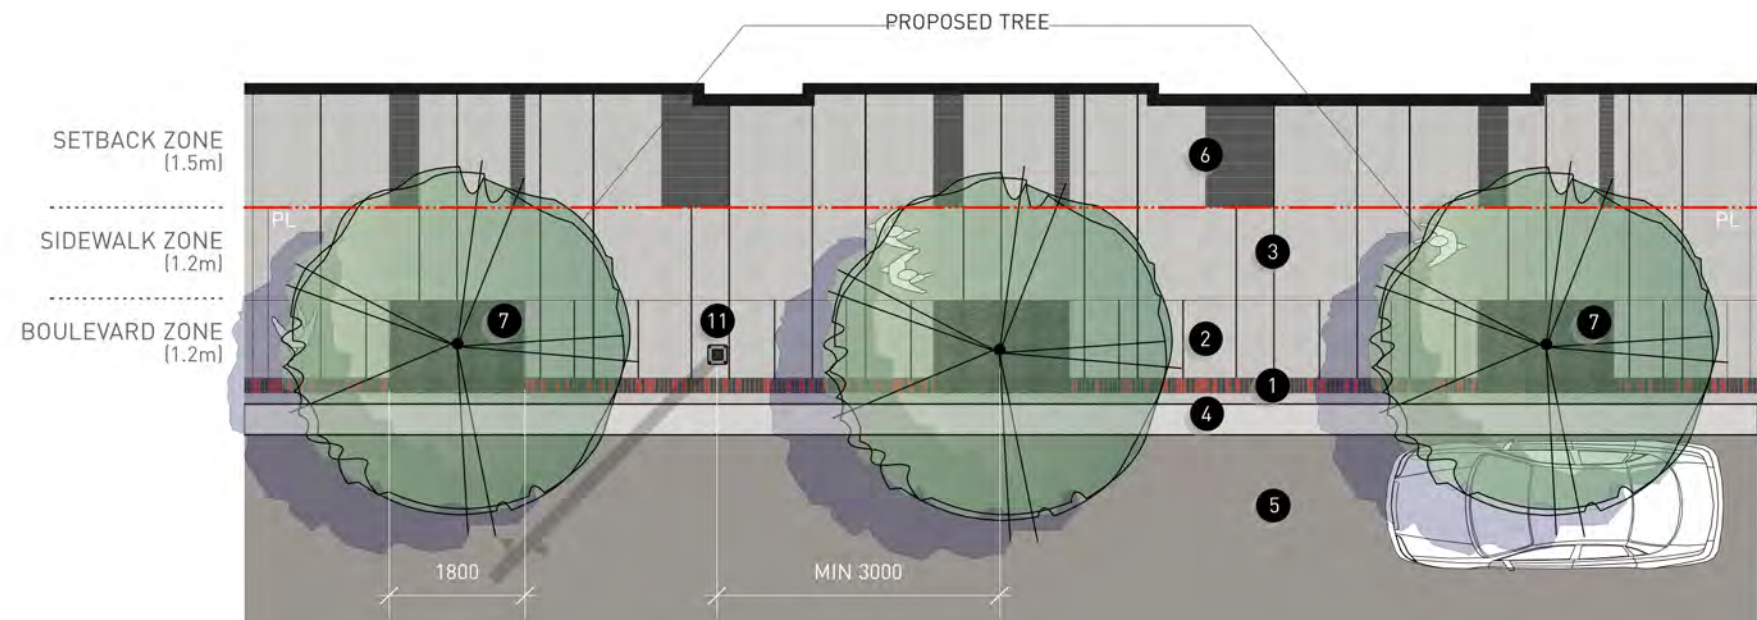 PROPOSED TREE
SETBACK ZONE
(1.5m)
6
PL
PL
SIDEWALK ZONE
(1.2m)
3
BOULEVARD ZONE
(1.2m)
7
11
2
7
1
4
5
1800
MIN 3000